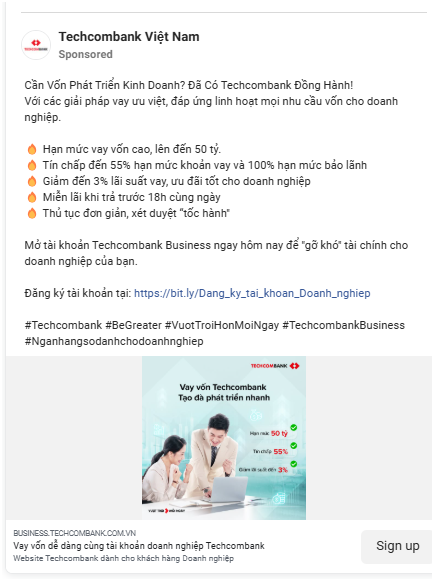 Techcombank Việt Nam
Sponsored
TECHCOMBANK
Cần Vốn Phát Triển Kinh Doanh? Đã Có Techcombank Đồng Hành!
Với các giải pháp vay ưu việt, đáp ứng linh hoạt mọi nhu cầu vốn cho doanh
nghiệp.
🔥 Hạn mức vay vốn cao, lên đến 50 tỷ.
🔥 Tín chấp đến 55% hạn mức khoản vay và 100% hạn mức bảo lãnh
🔥 Giảm đến 3% lãi suất vay, ưu đãi tốt cho doanh nghiệp
🔥 Miễn lãi khi trả trước 18h cùng ngày
🔥 Thủ tục đơn giản, xét duyệt “tốc hành"
Mở tài khoản Techcombank Business ngay hôm nay để "gỡ khó" tài chính cho
doanh nghiệp của bạn.
Đăng ký tài khoản tại: https://bit.ly/Dang_ky_tai_khoan_Doanh_nghiep
#Techcombank #BeGreater #VuotTroiHonMoiNgay #TechcombankBusiness
#Nganhangsodanhchodoanhnghiep
TECHCOMBANK
Vay vốn Techcombank
Tạo đà phát triển nhanh
Hạn mức 50 tỷ
Tín chấp 55%
Giảm lãi suất đến 3%
VƯỢT TRỘI MỖI NGÀY
BUSINESS.TECHCOMBANK.COM.VN
Vay vốn dễ dàng cùng tài khoản doanh nghiệp Techcombank
Website Techcombank dành cho khách hàng Doanh nghiệp
Sign up